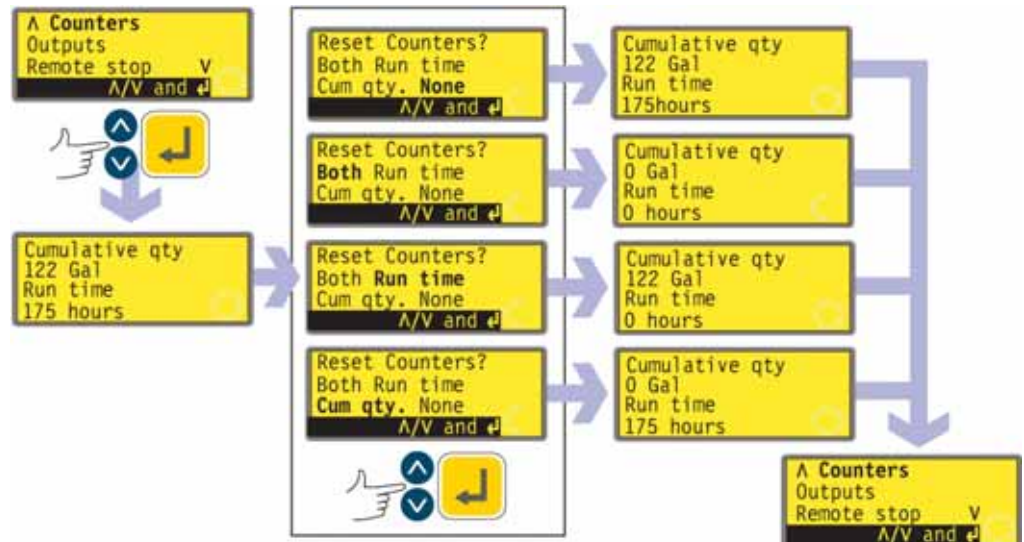 Λ Counters
Outputs
Remote stop V
Λ/V and ↲
Cumulative qty
122 Gal
Run time
175 hours
Reset Counters?
Both Run time
Cum qty. None
Λ/V and ↲
Cumulative qty
122 Gal
Run time
175hours
Reset Counters?
Both Run time
Cum qty. None
Λ/V and ↲
Cumulative qty
0 Gal
Run time
0 hours
Reset Counters?
Both Run time
Cum qty. None
Λ/V and ↲
Cumulative qty
122 Gal
Run time
0 hours
Reset Counters?
Both Run time
Cum qty. None
Λ/V and ↲
Cumulative qty
0 Gal
Run time
175 hours
Λ Counters
Outputs
Remote stop V
Λ/V and ↲